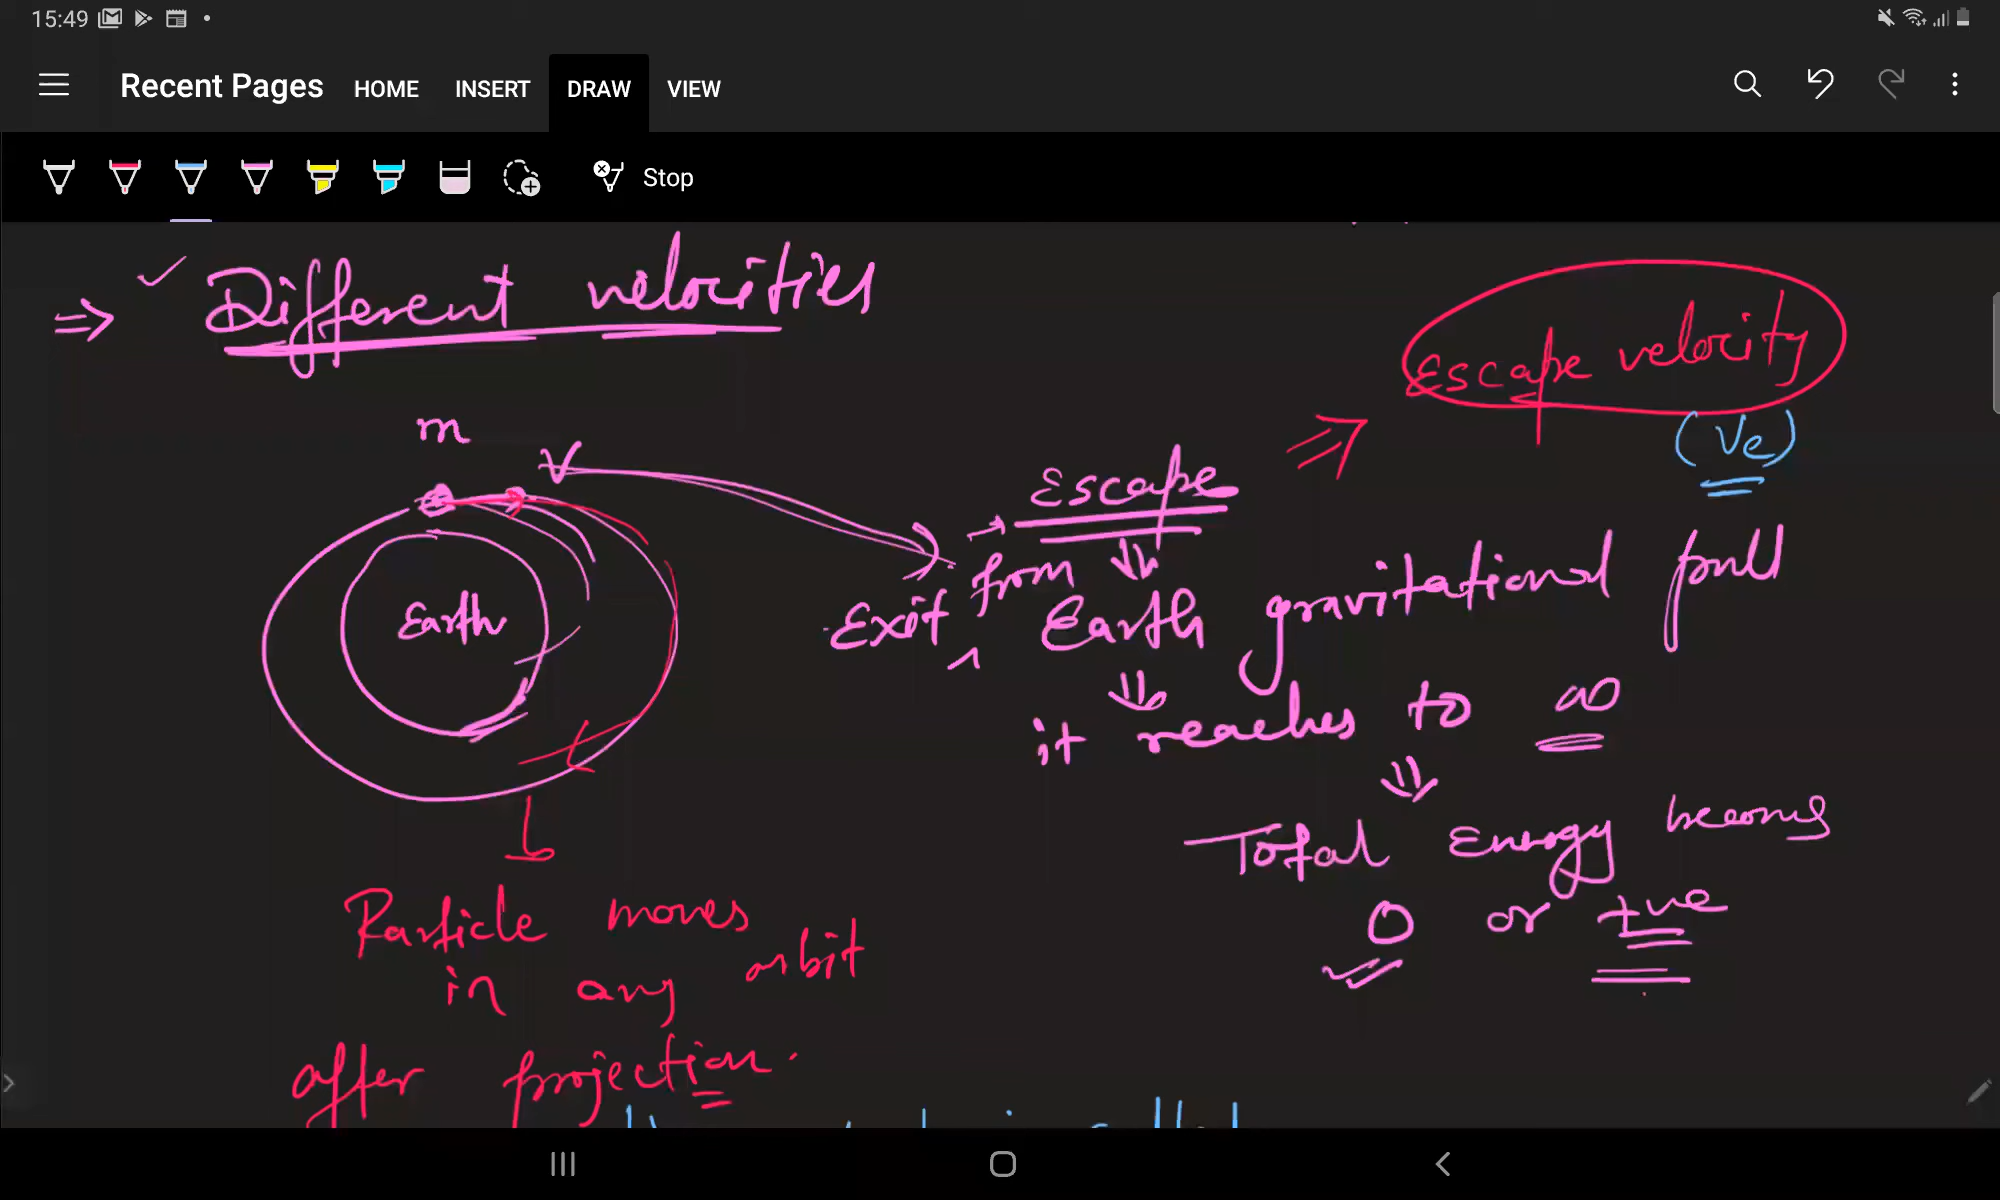 15:49
Recent Pages HOME INSERT DRAW VIEW
Stop
⇒ Different velocities
Escape velocity
(Ve)
m
V
Earth
→ Escape
Exit from Earth gravitational pull
it reaches to ∞
Total Energy becomes
0 or +ve
Particle moves
in any orbit
after projection.